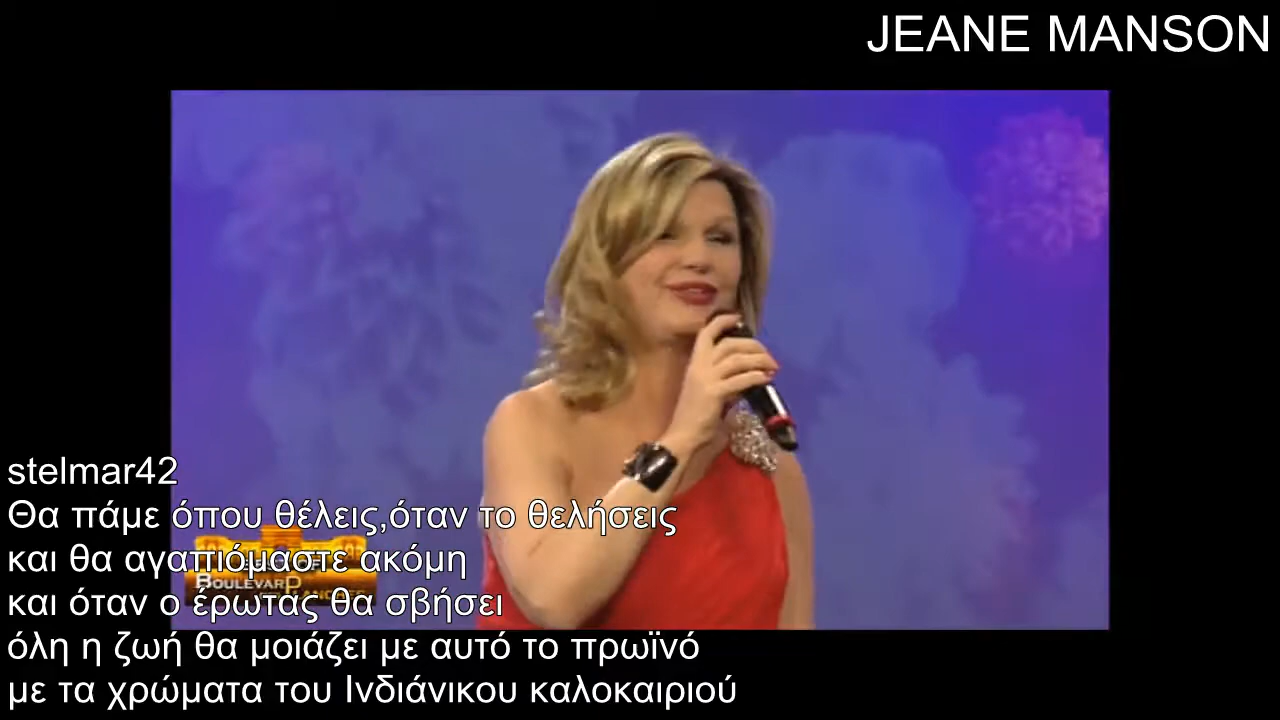 JEANE MANSON
stelmar42
Θα πάμε όπου θέλεις,όταν το θελήσεις
και θα αγαπιόμαστε ακόμη
BOULEVARD
και όταν ο έρωτας θα σβήσει
όλη η ζωή θα μοιάζει με αυτό το πρωϊνό
με τα χρώματα του Ινδιάνικου καλοκαιριού